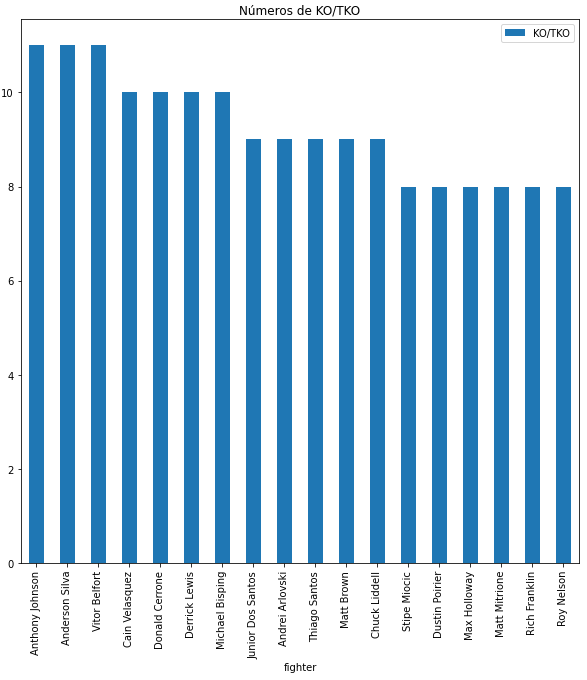 Números de KO/TKO
KO/TKO
10
8
6
4
2
0
Anthony Johnson
Anderson Silva
Vitor Belfort
Cain Velasquez
Donald Cerrone
Derrick Lewis
Michael Bisping
Junior Dos Santos
Andrei Arlovski
Thiago Santos
Matt Brown
Chuck Liddell
Stipe Miocic
Dustin Poirier
Max Holloway
Matt Mitrione
Rich Franklin
Roy Nelson
fighter